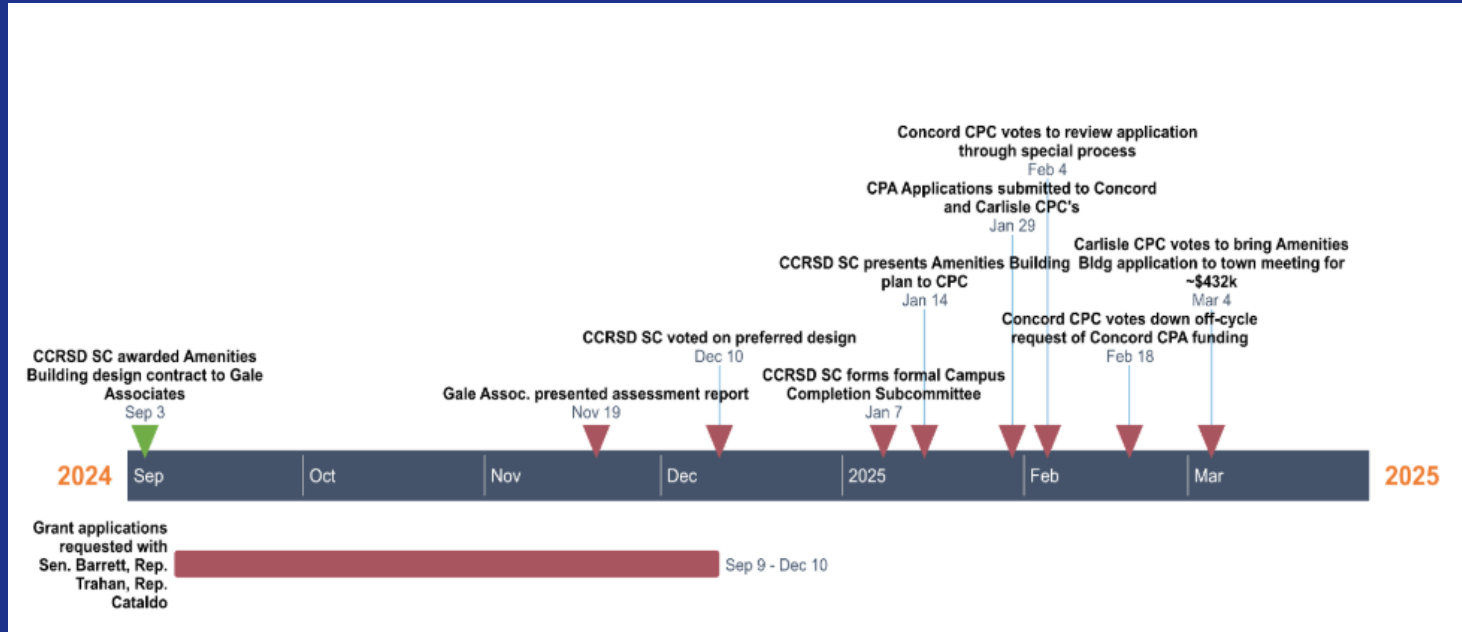 Concord CPC votes to review application
through special process
Feb 4
CPA Applications submitted to Concord
and Carlisle CPC's
Jan 29
Carlisle CPC votes to bring Amenities
Bldg application to town meeting for
~$432k
Mar 4
CCRSD SC presents Amenities Building
plan to CPC
Jan 14
Concord CPC votes down off-cycle
request of Concord CPA funding
Feb 18
CCRSD SC voted on preferred design
Dec 10
CCRSD SC awarded Amenities
Building design contract to Gale
Associates
Sep 3
Gale Assoc. presented assessment report
Nov 19
CCRSD SC forms formal Campus
Completion Subcommittee
Jan 7
2024 Sep Oct Nov Dec 2025 Feb Mar 2025
Grant applications
requested with
Sen. Barrett, Rep.
Trahan, Rep.
Cataldo
Sep 9 - Dec 10